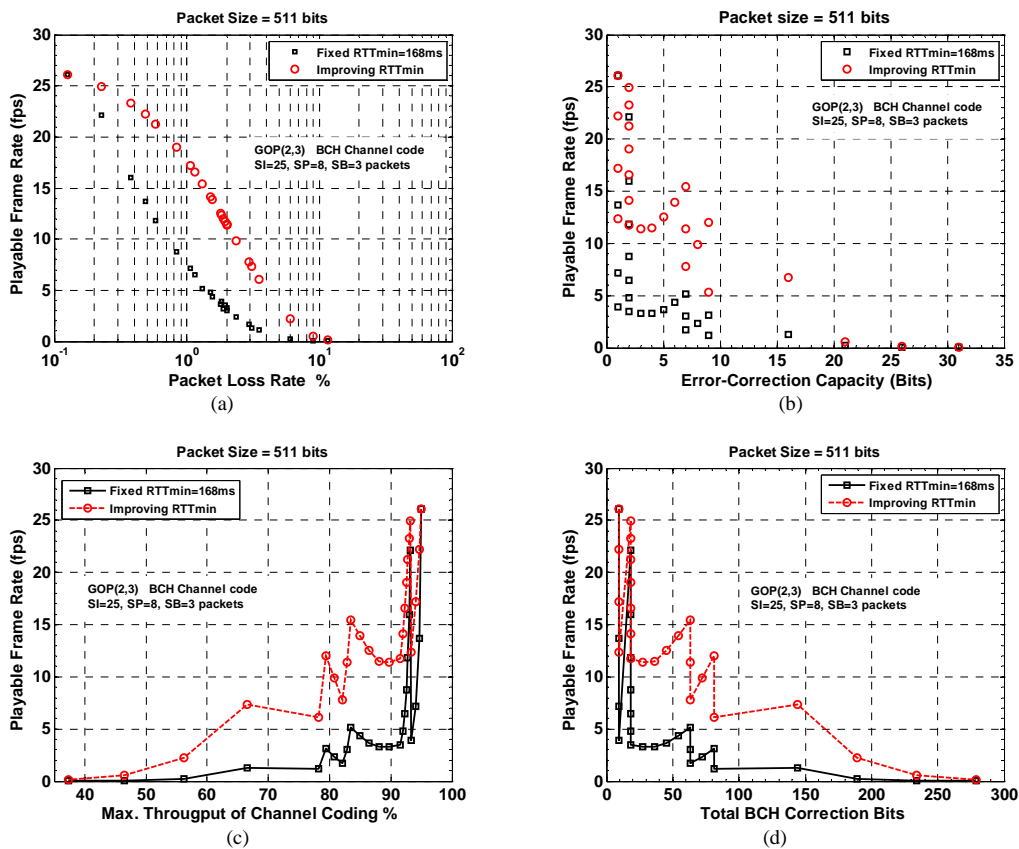 Packet Size = 511 bits
Playable Frame Rate (fps)
30
25
20
15
10
5
0
Fixed RTTmin=168ms
Improving RTTmin
GOP(2,3) BCH Channel code
SI=25, SP=8, SB=3 packets
10-1 100 101 102
Packet Loss Rate %
(a)
Packet size = 511 bits
Playable Frame Rate (fps)
30
25
20
15
10
5
0
Fixed RTTmin=168ms
Improving RTTmin
GOP(2,3) BCH Channel code
SI=25, SP=8, SB=3 packets
0 5 10 15 20 25 30 35
Error-Correction Capacity (Bits)
(b)
Packet Size = 511 bits
Playable Frame Rate (fps)
30
25
20
15
10
5
0
Fixed RTTmin=168ms
Improving RTTmin
GOP(2,3) BCH Channel code
SI=25, SP=8, SB=3 packets
40 50 60 70 80 90 100
Max. Througput of Channel Coding %
(c)
Packet Size = 511 bits
Playable Frame Rate (fps)
30
25
20
15
10
5
0
Fixed RTTmin=168ms
Improving RTTmin
GOP(2,3) BCH Channel code
SI=25, SP=8, SB=3 packets
0 50 100 150 200 250 300
Total BCH Correction Bits
(d)